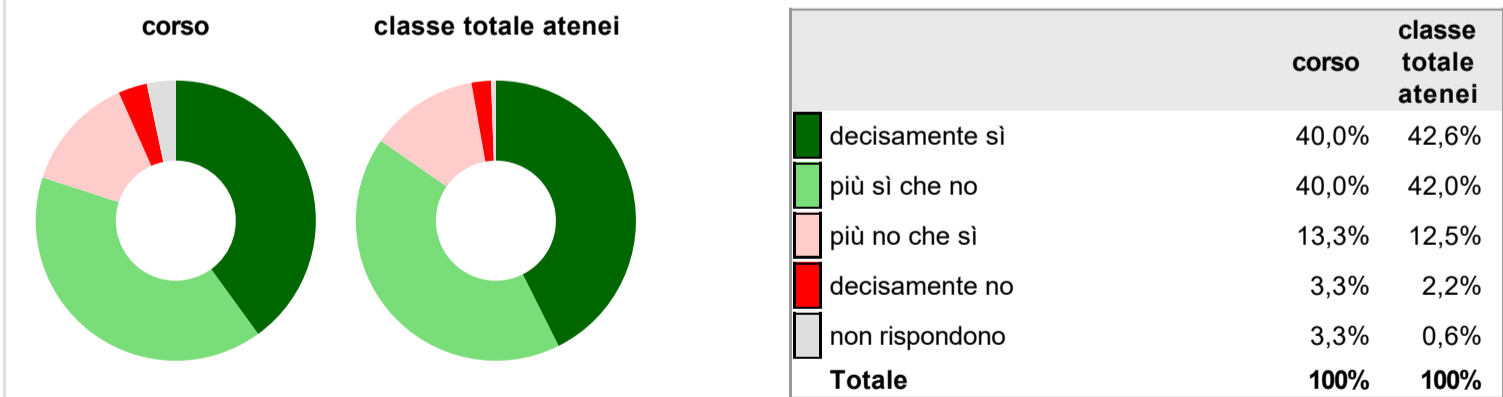 corso
classe totale atenei
corso
classe
totale
atenei
decisamente sì 40,0% 42,6%
più sì che no 40,0% 42,0%
più no che sì 13,3% 12,5%
decisamente no 3,3% 2,2%
non rispondono 3,3% 0,6%
Totale 100% 100%